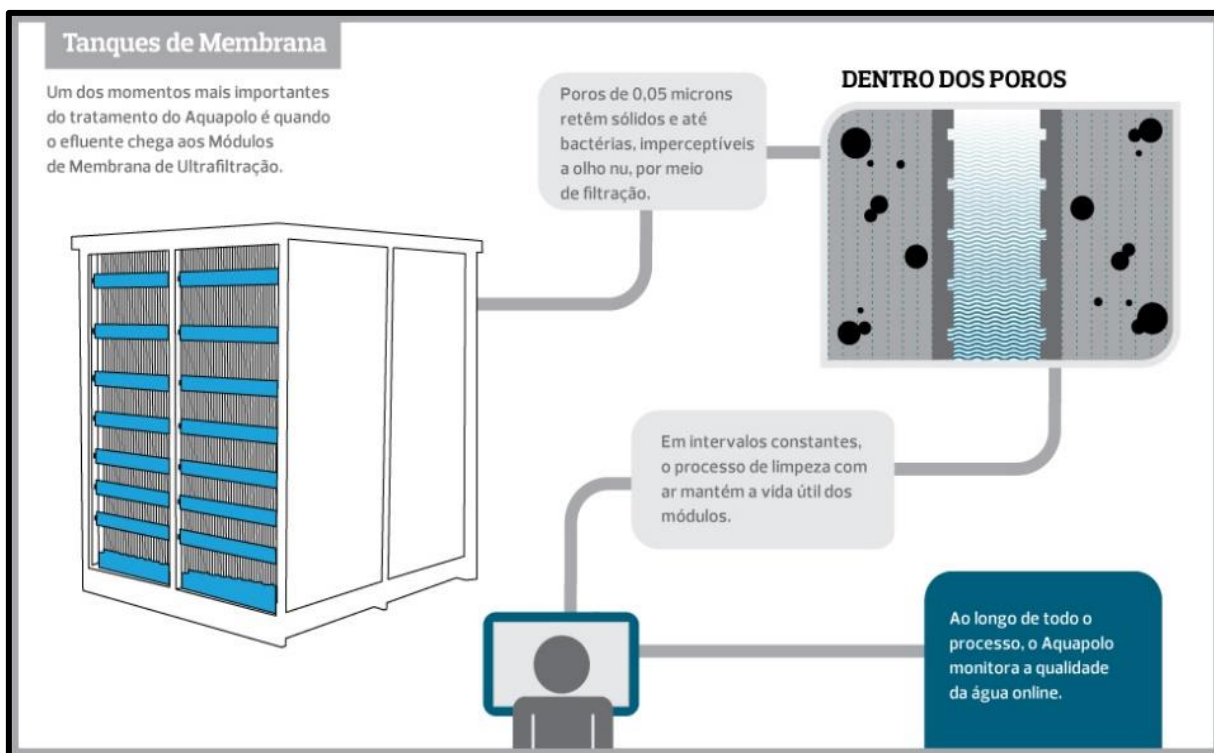 Tanques de Membrana
Um dos momentos mais importantes
do tratamento do Aquapolo é quando
o efluente chega aos Módulos
de Membrana de Ultrafiltração.
Poros de 0,05 microns
retêm sólidos e até
bactérias, imperceptíveis
a olho nu, por meio
de filtração.
DENTRO DOS POROS
Em intervalos constantes,
o processo de limpeza com
ar mantém a vida útil dos
módulos.
Ao longo de todo o
processo, o Aquapolo
monitora a qualidade
da água online.